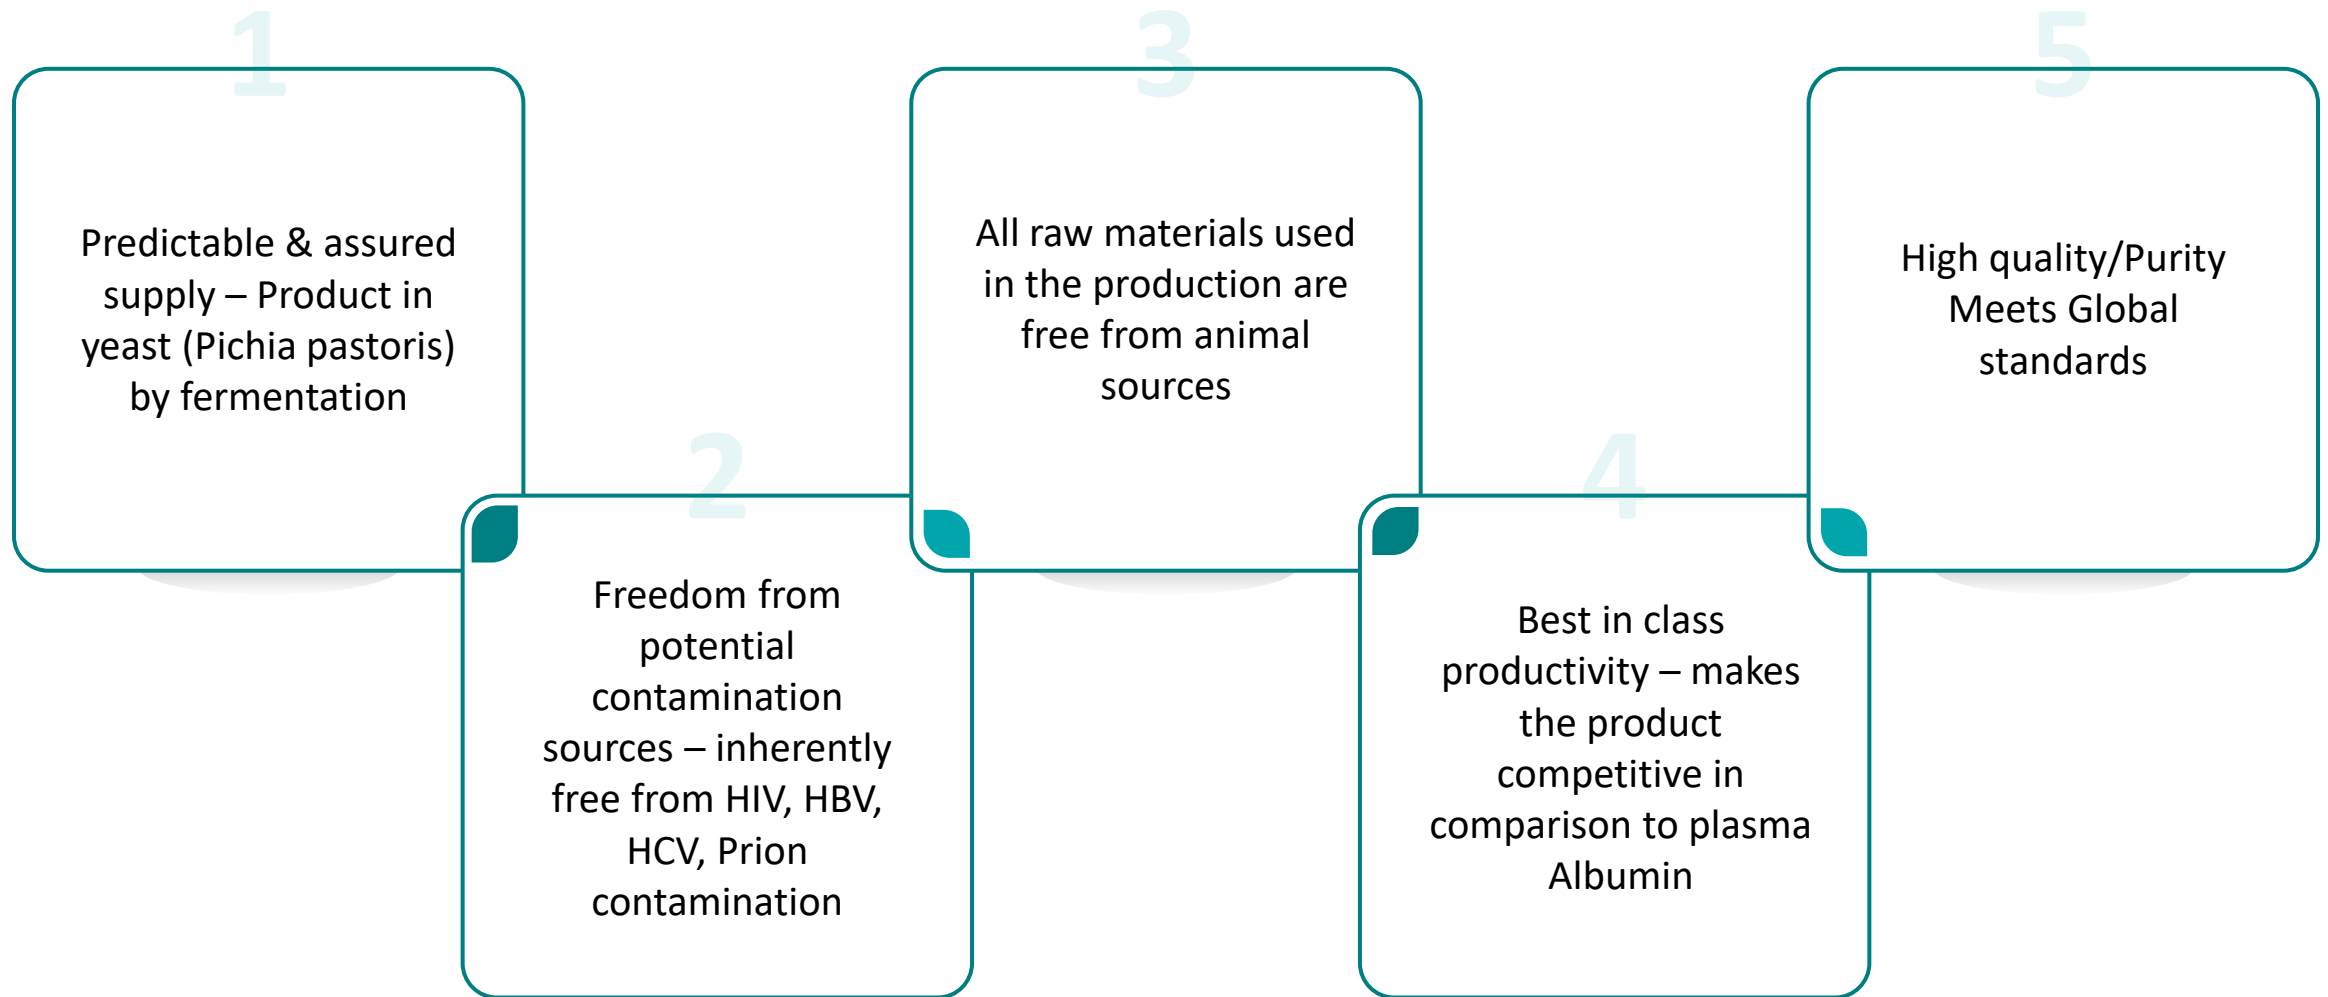 1
Predictable & assured
supply – Product in
yeast (Pichia pastoris)
by fermentation
2
Freedom from
potential
contamination
sources – inherently
free from HIV, HBV,
HCV, Prion
contamination
3
All raw materials used
in the production are
free from animal
sources
4
Best in class
productivity – makes
the product
competitive in
comparison to plasma
Albumin
5
High quality/Purity
Meets Global
standards